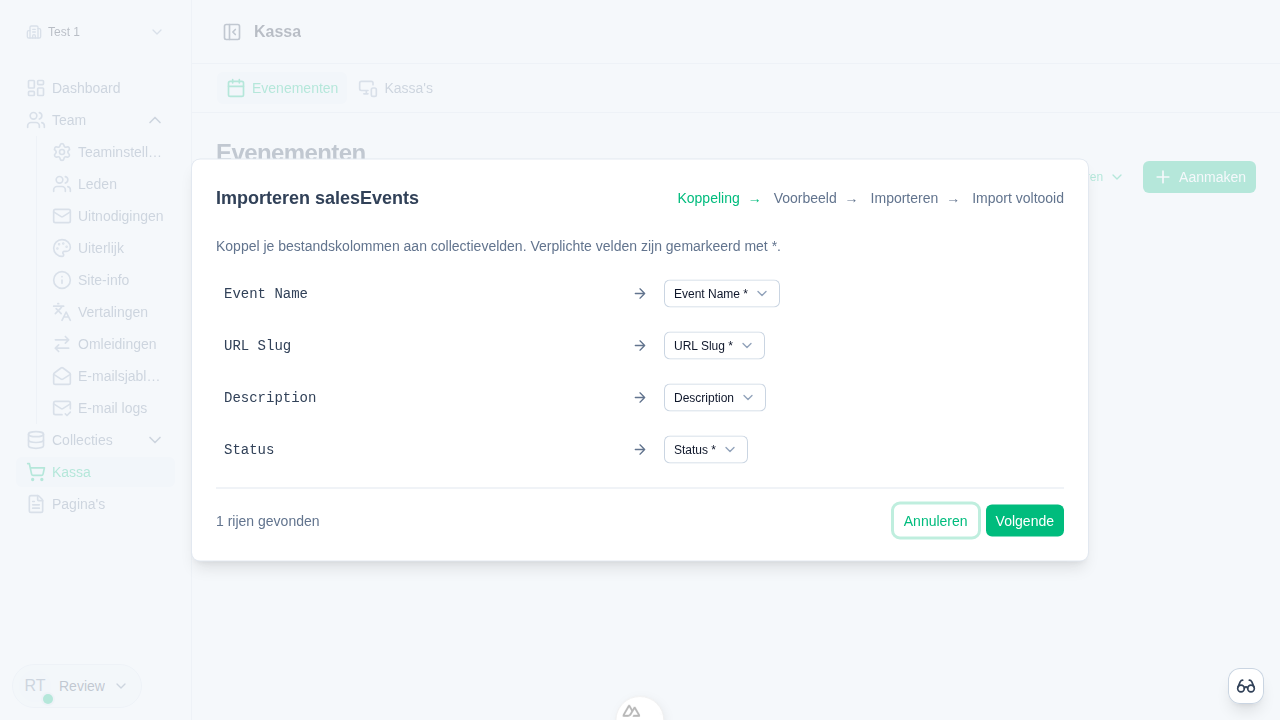 Test 1
Kassa
Dashboard
Evenementen
Kassa's
Team
Teaminstell...
Evenementen
Aanmaken
Leden
Importeren salesEvents
Koppeling → Voorbeeld → Importeren → Import voltooid
Uitnodigingen
Uiterlijk
Koppel je bestandskolommen aan collectievelden. Verplichte velden zijn gemarkeerd met *.
Site-info
Event Name → Event Name *
Vertalingen
Omleidingen
URL Slug → URL Slug *
E-mailsjabl...
Description → Description
E-mail logs
Collecties
Status → Status *
Kassa
Pagina's
1 rijen gevonden
Annuleren
Volgende
RT
Review